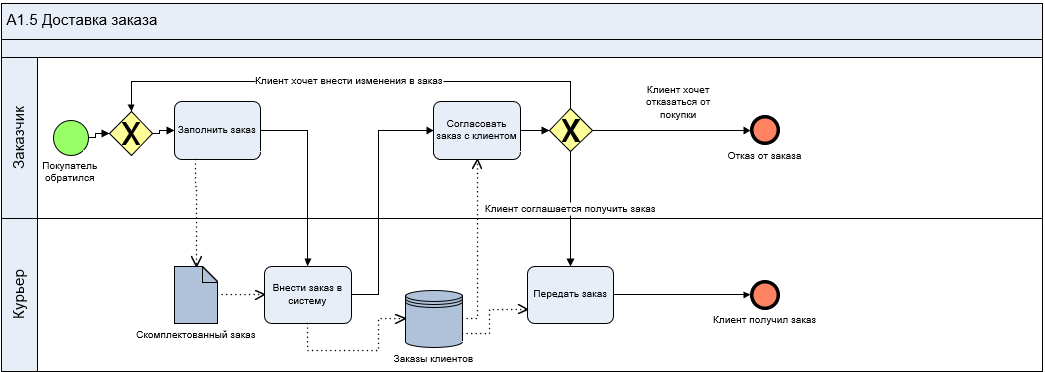 А1.5 Доставка заказа
Заказчик
Клиент хочет внести изменения в заказ
Клиент хочет
отказаться от
покупки
X
Заполнить заказ
Согласовать
заказ с клиентом
X
Покупатель
обратился
Отказ от заказа
Клиент соглашается получить заказ
Курьер
Внести заказ в
систему
Передать заказ
Скомплектованный заказ
Заказы клиентов
Клиент получил заказ